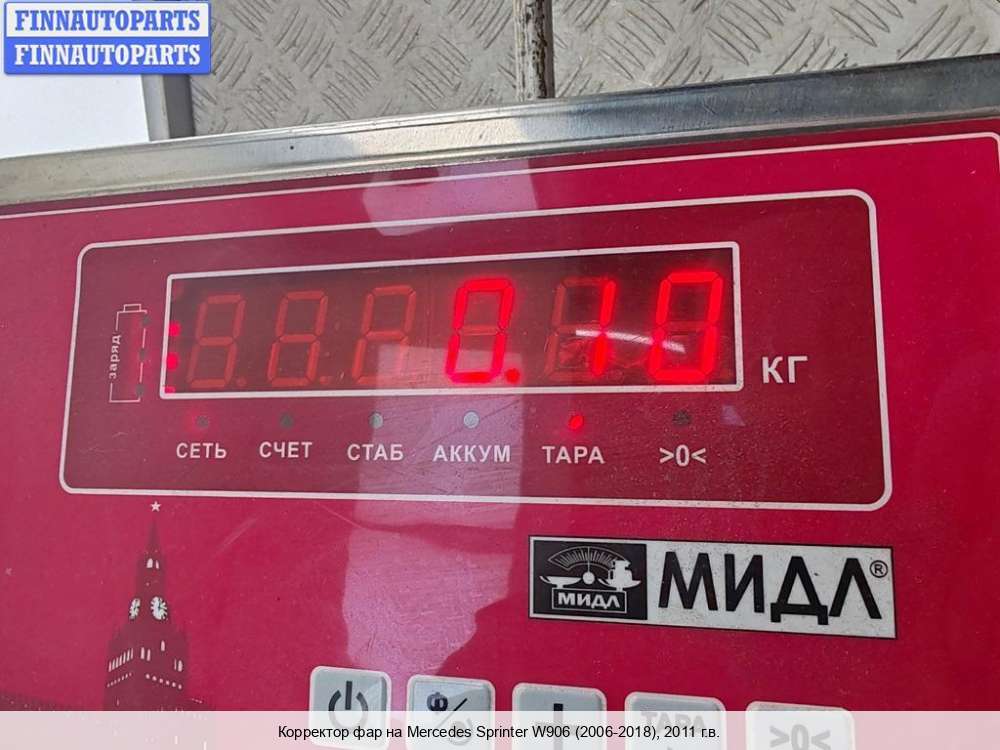 FINNAUTOPARTS
FINNAUTOPARTS
0.10
КГ
заряд
СЕТЬ СЧЕТ СТАБ АККУМ ТАРА >0<
МИДЛ
МИДЛ®
ТАРА
>0<
Корректор фар на Mercedes Sprinter W906 (2006-2018), 2011 г.в.